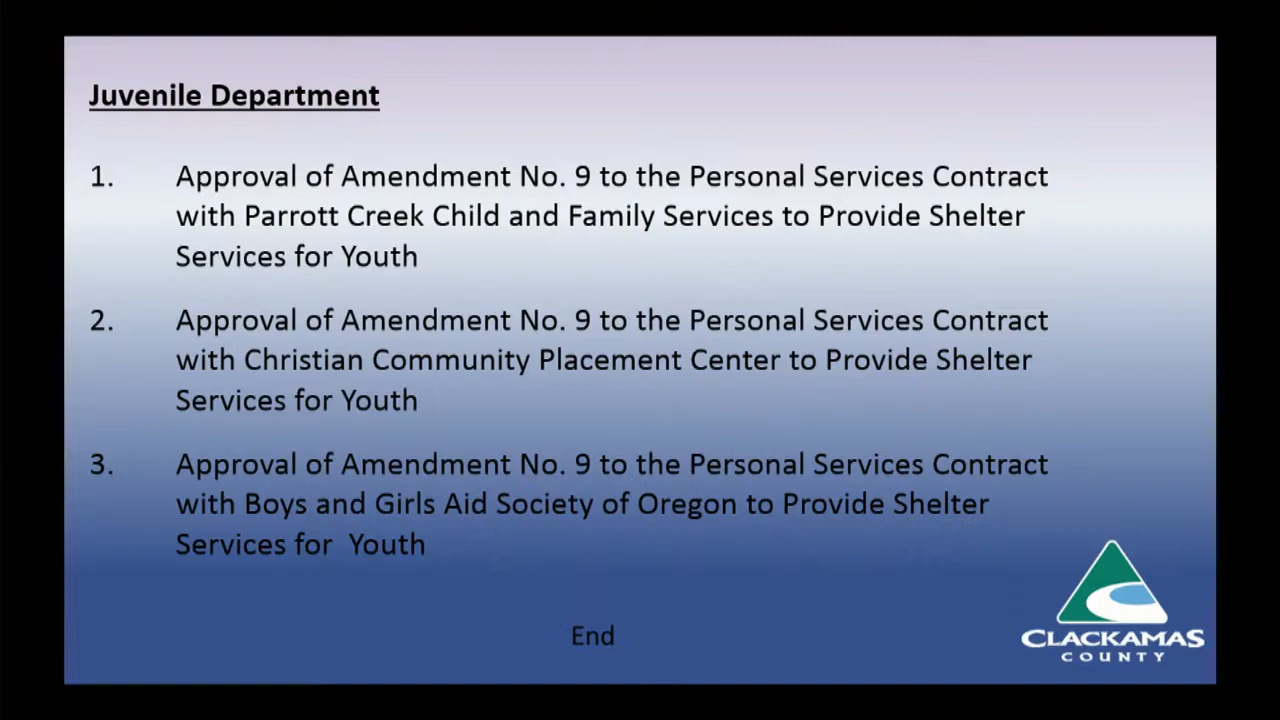 Juvenile Department
1. Approval of Amendment No. 9 to the Personal Services Contract
with Parrott Creek Child and Family Services to Provide Shelter
Services for Youth
2. Approval of Amendment No. 9 to the Personal Services Contract
with Christian Community Placement Center to Provide Shelter
Services for Youth
3. Approval of Amendment No. 9 to the Personal Services Contract
with Boys and Girls Aid Society of Oregon to Provide Shelter
Services for  Youth
End
CLACKAMAS
COUNTY